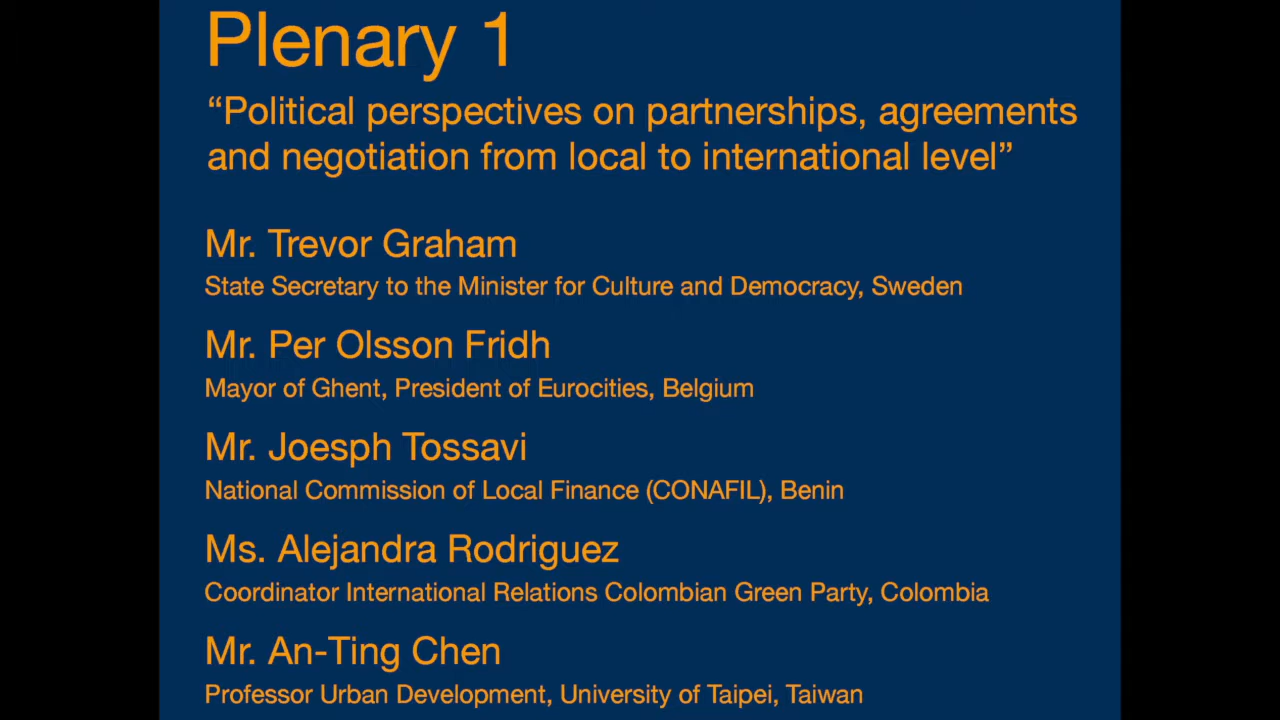 Plenary 1
“Political perspectives on partnerships, agreements
and negotiation from local to international level”
Mr. Trevor Graham
State Secretary to the Minister for Culture and Democracy, Sweden
Mr. Per Olsson Fridh
Mayor of Ghent, President of Eurocities, Belgium
Mr. Joesph Tossavi
National Commission of Local Finance (CONAFIL), Benin
Ms. Alejandra Rodriguez
Coordinator International Relations Colombian Green Party, Colombia
Mr. An-Ting Chen
Professor Urban Development, University of Taipei, Taiwan